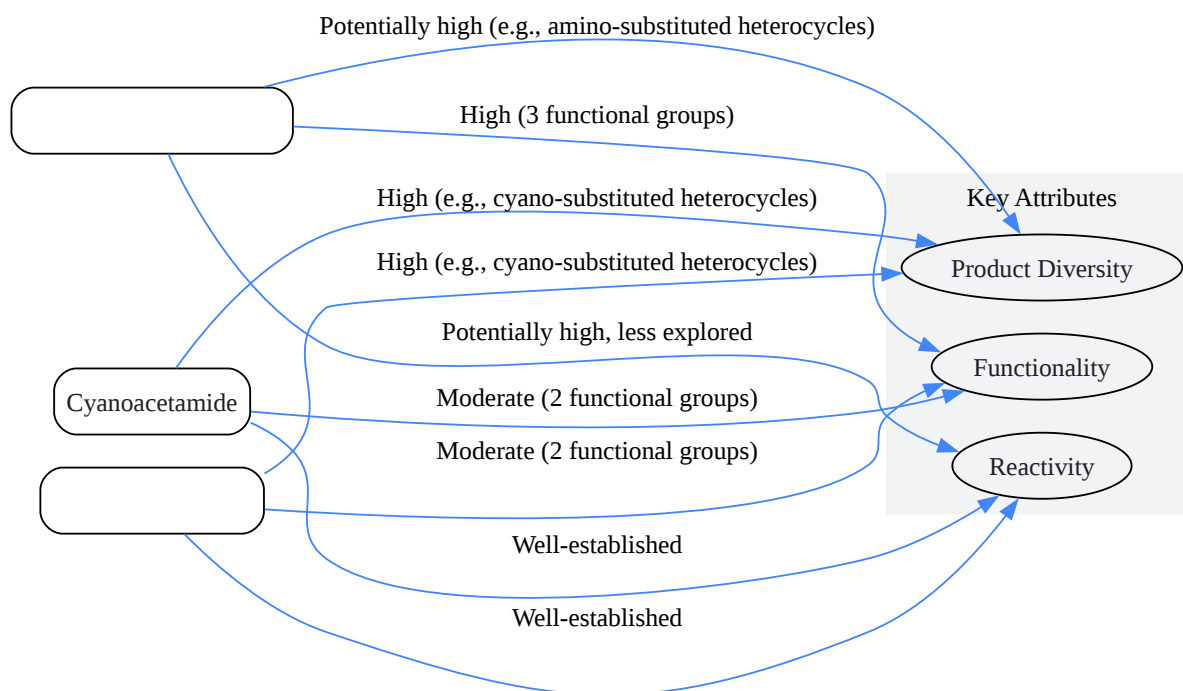 Potentially high (e.g., amino-substituted heterocycles)
High (3 functional groups)
High (e.g., cyano-substituted heterocycles)
Key Attributes
High (e.g., cyano-substituted heterocycles)
Product Diversity
Potentially high, less explored
Functionality
Cyanoacetamide
Moderate (2 functional groups)
Moderate (2 functional groups)
Reactivity
Well-established
Well-established